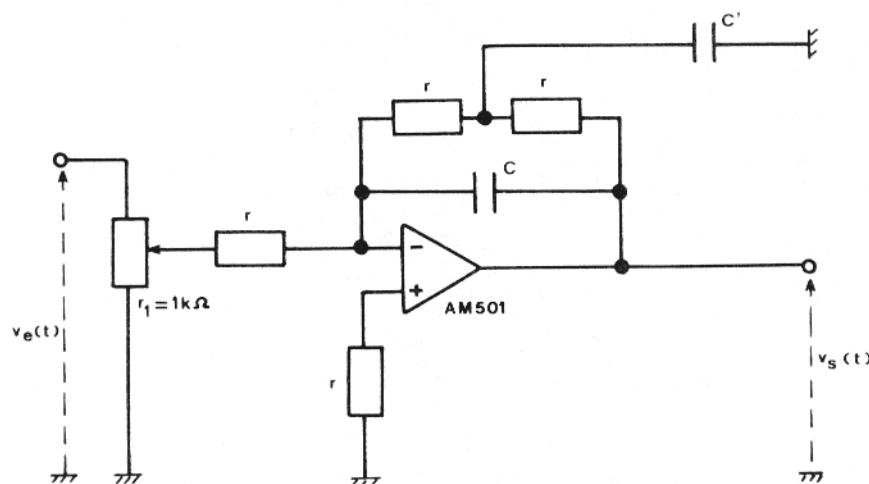 C'
r
r
C
r
−
+
AM501
r₁=1kΩ
vₑ(t)
r
vₛ(t)